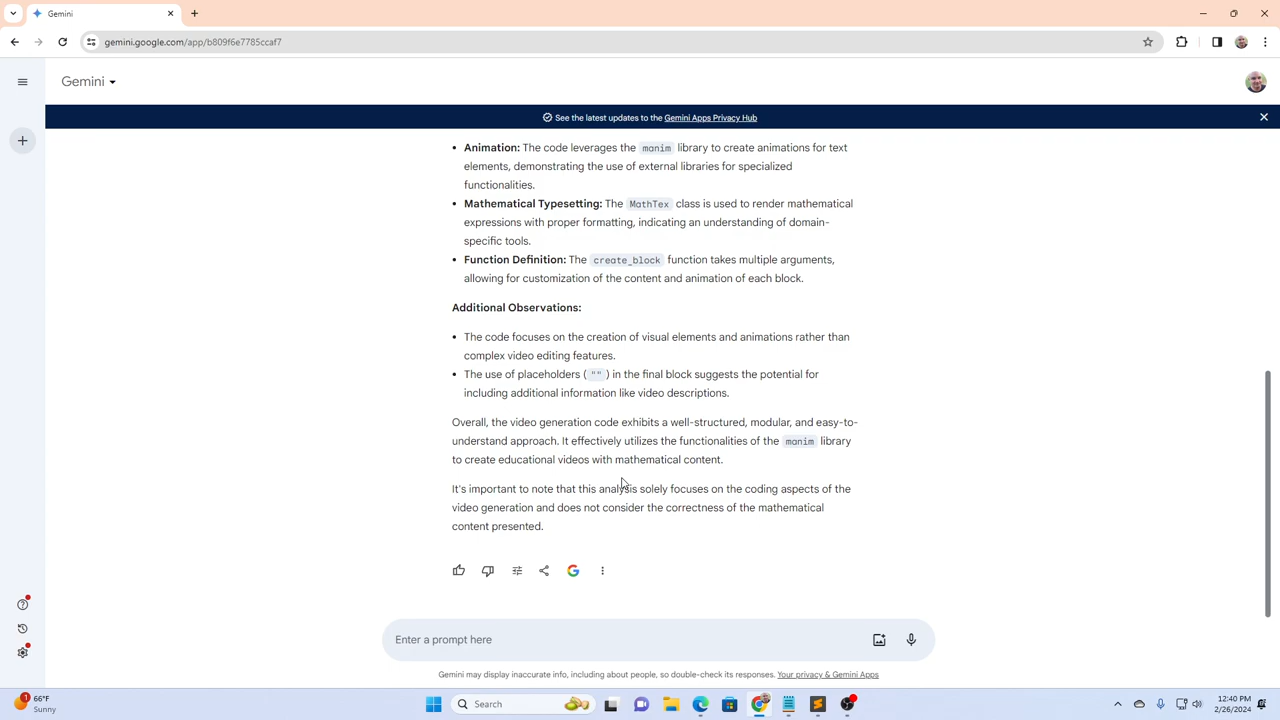 Gemini
gemini.google.com/app/b809f6e7785ccaf7
Gemini
See the latest updates to the Gemini Apps Privacy Hub
• Animation: The code leverages the manim library to create animations for text
elements, demonstrating the use of external libraries for specialized
functionalities.
• Mathematical Typesetting: The MathTex class is used to render mathematical
expressions with proper formatting, indicating an understanding of domain-
specific tools.
• Function Definition: The create_block function takes multiple arguments,
allowing for customization of the content and animation of each block.
Additional Observations:
• The code focuses on the creation of visual elements and animations rather than
complex video editing features.
• The use of placeholders ( "" ) in the final block suggests the potential for
including additional information like video descriptions.
Overall, the video generation code exhibits a well-structured, modular, and easy-to-
understand approach. It effectively utilizes the functionalities of the manim library
to create educational videos with mathematical content.
It's important to note that this analysis solely focuses on the coding aspects of the
video generation and does not consider the correctness of the mathematical
content presented.
Enter a prompt here
Gemini may display inaccurate info, including about people, so double-check its responses. Your privacy & Gemini Apps
1
66°F
Sunny
Search
12:40 PM
2/26/2024